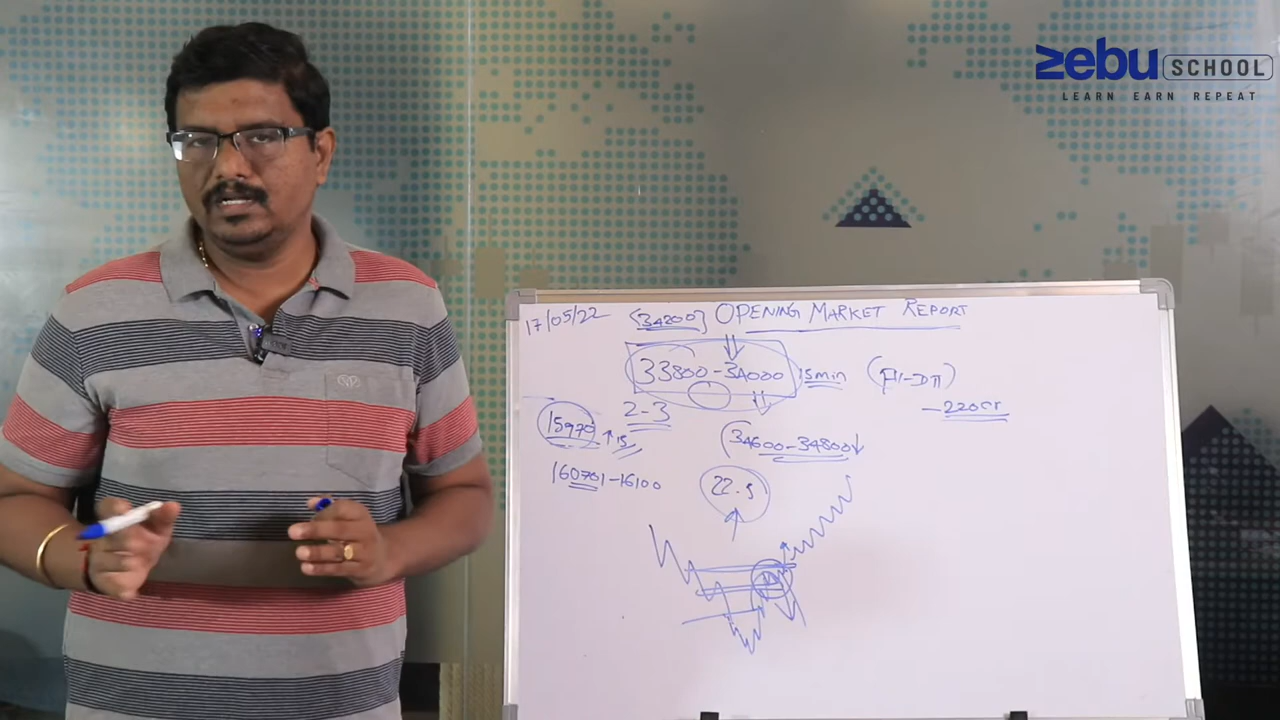 zebu SCHOOL
LEARN EARN REPEAT
17/05/22 [34200] OPENING MARKET REPORT
33800-34000 15min (FII-DII)
-220cr
2-3
15970 ↑15
(34600-34800↓
16070-16100
22.5